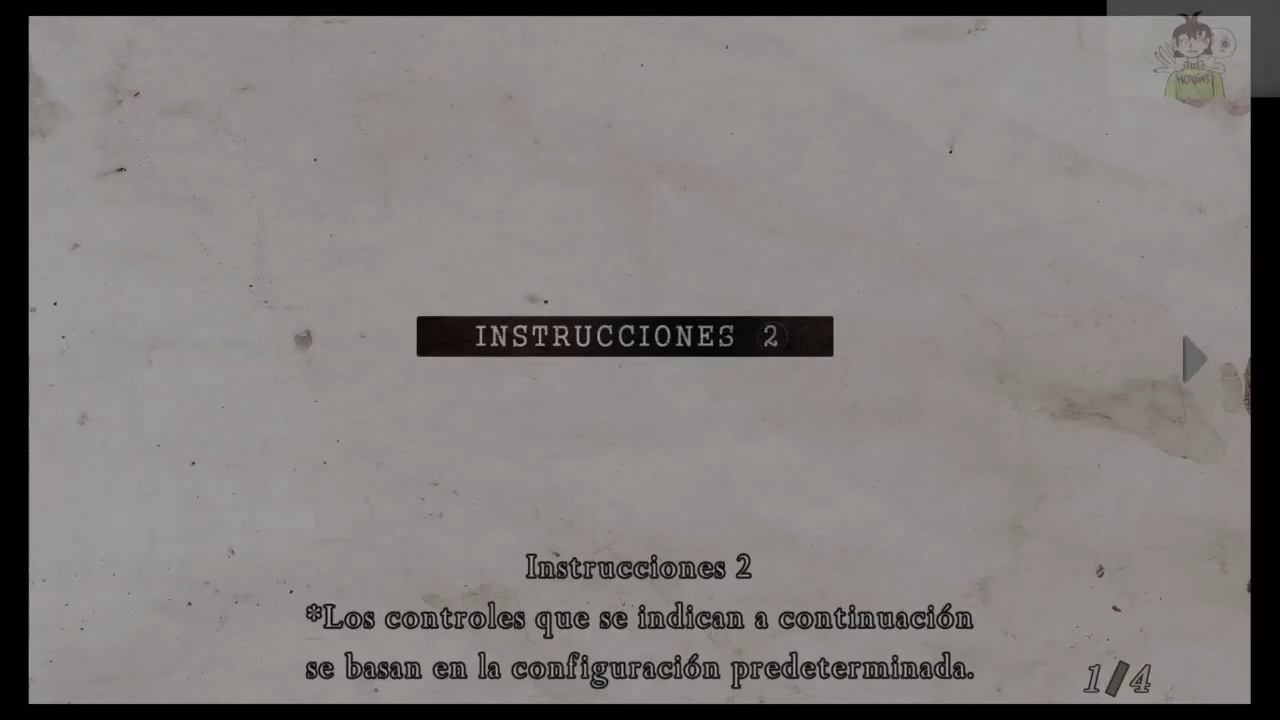 INSTRUCCIONES 2
Instrucciones 2
*Los controles que se indican a continuación
se basan en la configuración predeterminada.
1/4